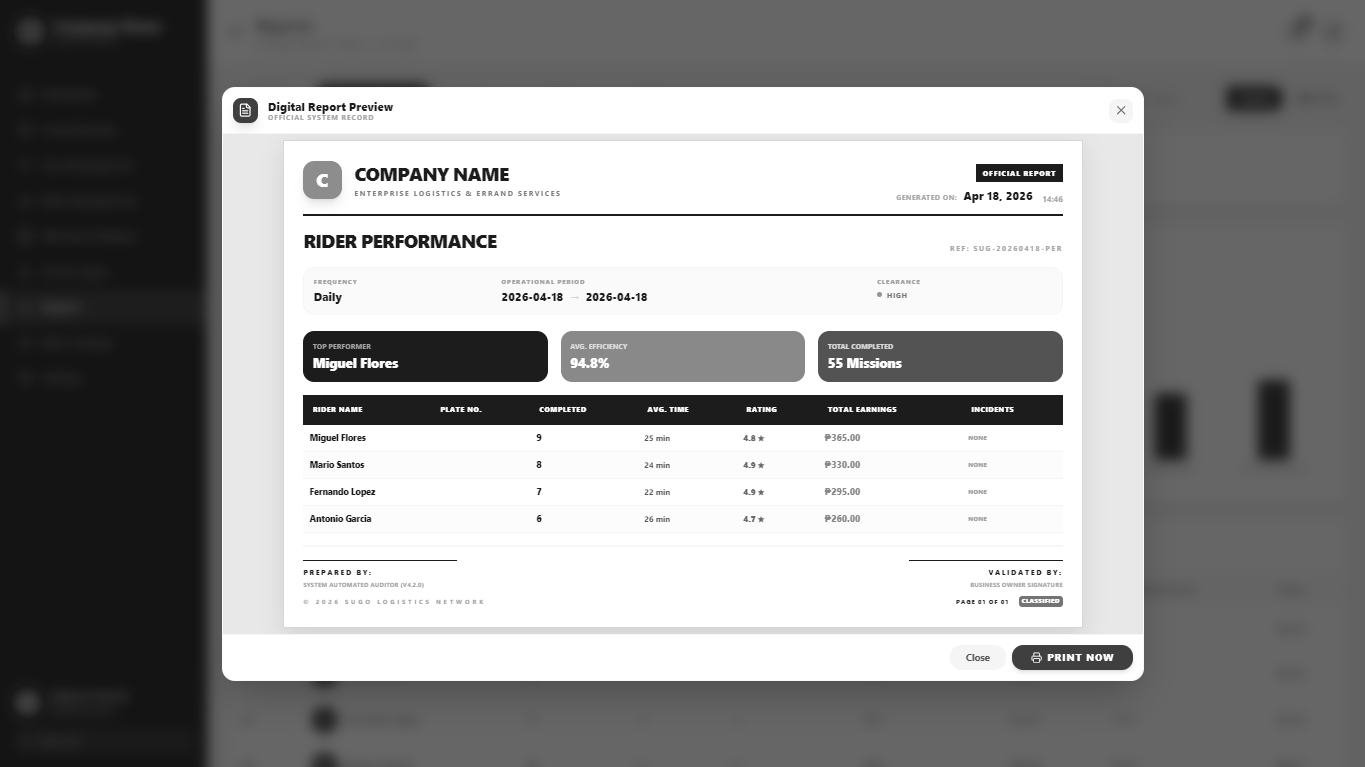 Digital Report Preview
OFFICIAL SYSTEM RECORD
C
COMPANY NAME
ENTERPRISE LOGISTICS & ERRAND SERVICES
OFFICIAL REPORT
GENERATED ON: Apr 18, 2026 14:46
RIDER PERFORMANCE
REF: SUG-20260418-PER
FREQUENCY OPERATIONAL PERIOD CLEARANCE
Daily 2026-04-18 → 2026-04-18 HIGH
TOP PERFORMER AVG. EFFICIENCY TOTAL COMPLETED
Miguel Flores 94.8% 55 Missions
RIDER NAME PLATE NO. COMPLETED AVG. TIME RATING TOTAL EARNINGS INCIDENTS
Miguel Flores 9 25 min 4.8 ★ ₱365.00 NONE
Mario Santos 8 24 min 4.9 ★ ₱330.00 NONE
Fernando Lopez 7 22 min 4.9 ★ ₱295.00 NONE
Antonio Garcia 6 26 min 4.7 ★ ₱260.00 NONE
PREPARED BY: VALIDATED BY:
SYSTEM AUTOMATED AUDITOR (V4.2.0) BUSINESS OWNER SIGNATURE
© 2026 SUGO LOGISTICS NETWORK PAGE 01 OF 01 CLASSIFIED
Close PRINT NOW